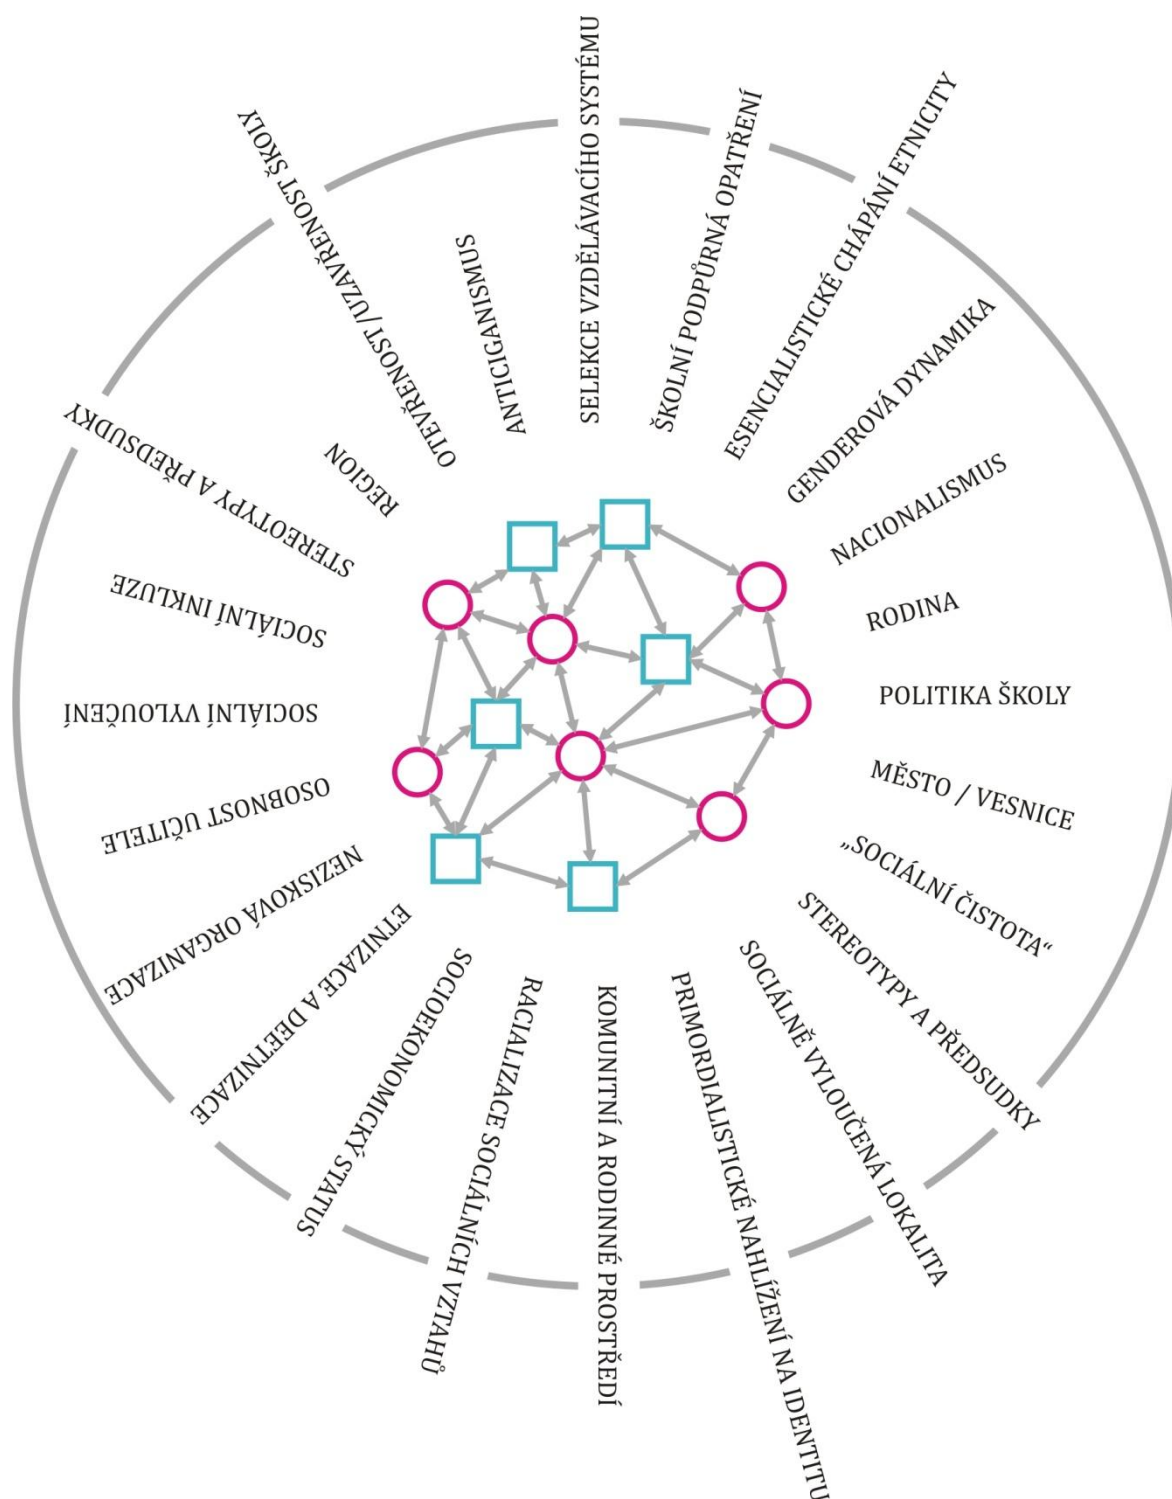 SELEKCE VZDĚLÁVACÍHO SYSTÉMU
ŠKOLNÍ PODPŮRNÁ OPATŘENÍ
ESENCIALISTICKÉ CHÁPÁNÍ ETNICITY
GENDEROVÁ DYNAMIKA
NACIONALISMUS
RODINA
POLITIKA ŠKOLY
MĚSTO / VESNICE
„SOCIÁLNÍ ČISTOTA“
STEREOTYPY A PŘEDSUDKY
SOCIÁLNĚ VYLOUČENÁ LOKALITA
PRIMORDIALISTICKÉ NAHLÍŽENÍ NA IDENTITU
KOMUNITNÍ A RODINNÉ PROSTŘEDÍ
RACIALIZACE SOCIÁLNÍCH VZTAHŮ
SOCIOEKONOMICKÝ STATUS
ETNIZACE A DEETNIZACE
NEZISKOVÁ ORGANIZACE
OSOBNOST UČITELE
SOCIÁLNÍ VYLOUČENÍ
SOCIÁLNÍ INKLUZE
STEREOTYPY A PŘEDSUDKY
REGION
OTEVŘENOST/UZAVŘENOST ŠKOLY
ANTICIGANISMUS